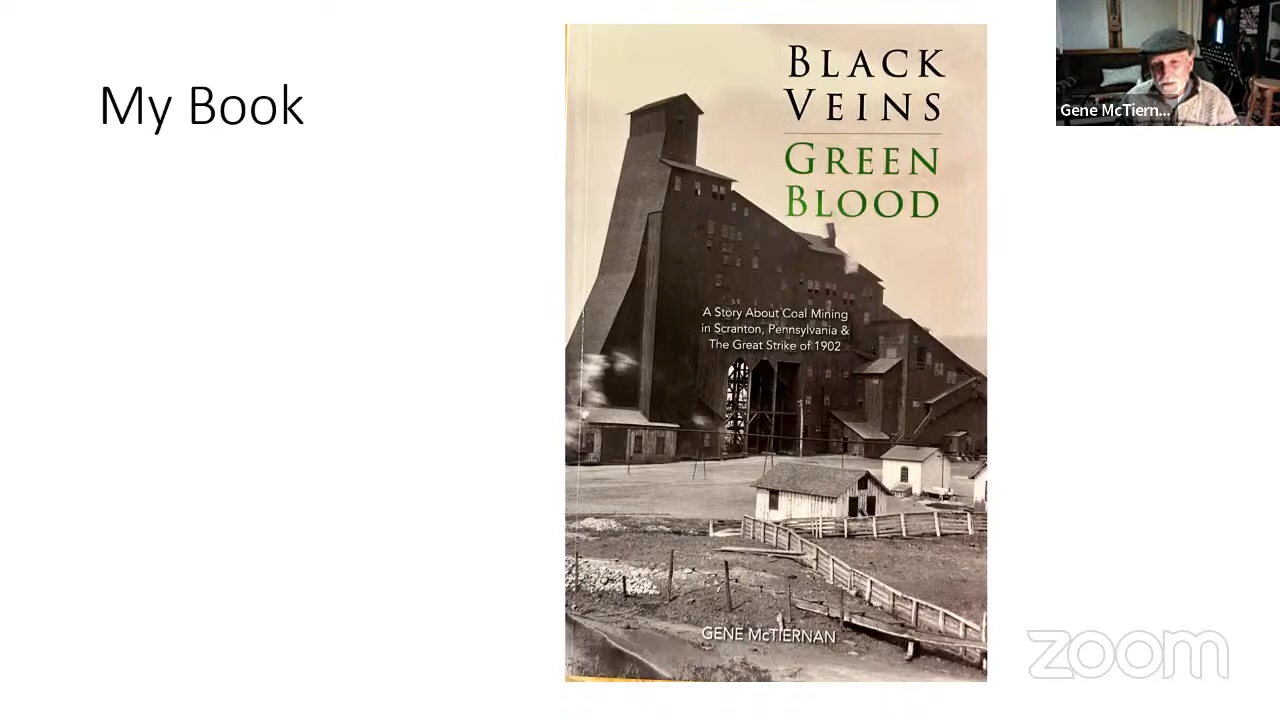 My Book
BLACK
VEINS
GREEN
BLOOD
A Story About Coal Mining
in Scranton, Pennsylvania &
The Great Strike of 1902
GENE McTIERNAN
Gene McTiern...
zoom